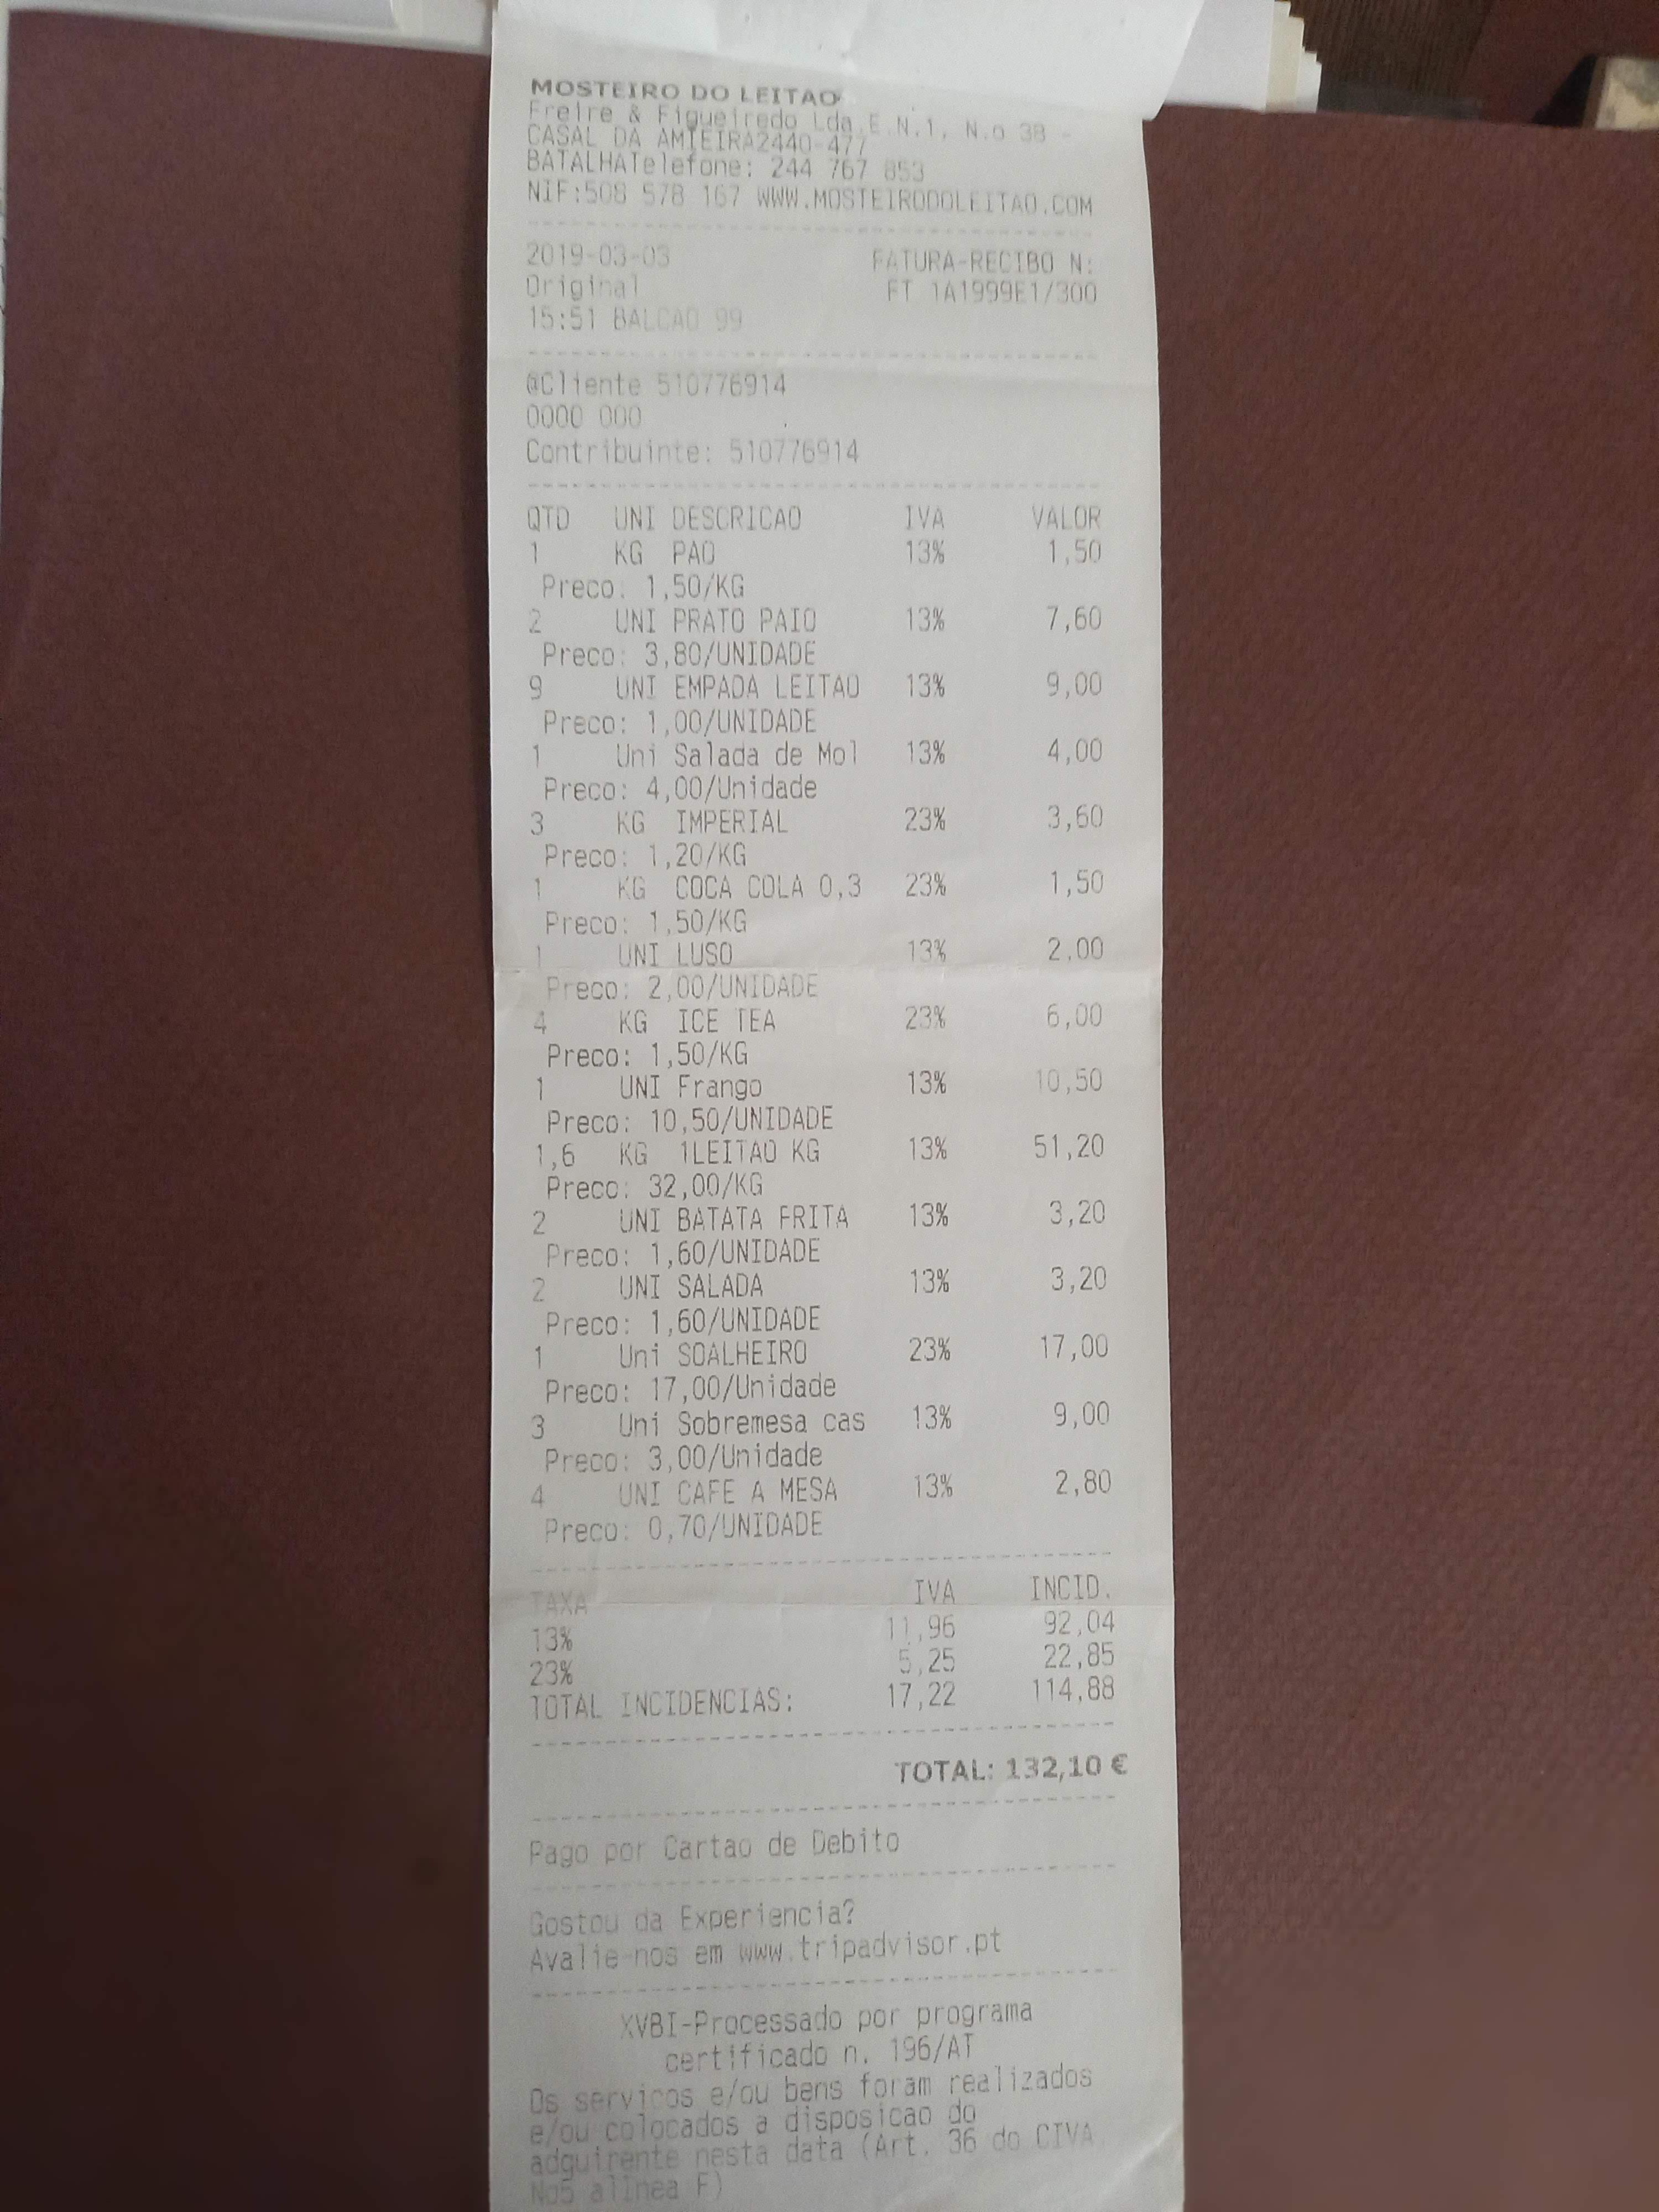 MOSTEIRO DO LEITAO
Freire & Figueiredo Lda E.N.1, N.o 38 -
CASAL DA AMIEIRA2440-477
BATALHATelefone: 244 767 853
NIF:508 578 167 WWW.MOSTEIRODOLEITAO.COM
2019-03-03 FATURA-RECIBO N:
Original FT 1A1999E1/300
15:51 BALCAO 99
@Cliente 510776914
0000 000
Contribuinte: 510776914
QTD UNI DESCRICAO IVA VALOR
1 KG PAO 13% 1,50
Preco: 1,50/KG
2 UNI PRATO PAIO 13% 7,60
Preco: 3,80/UNIDADE
9 UNI EMPADA LEITAO 13% 9,00
Preco: 1,00/UNIDADE
1 Uni Salada de Mol 13% 4,00
Preco: 4,00/Unidade
3 KG IMPERIAL 23% 3,60
Preco: 1,20/KG
1 KG COCA COLA 0,3 23% 1,50
Preco: 1,50/KG
1 UNI LUSO 13% 2,00
Preco: 2,00/UNIDADE
4 KG ICE TEA 23% 6,00
Preco: 1,50/KG
1 UNI Frango 13% 10,50
Preco: 10,50/UNIDADE
1,6 KG 1LEITAO KG 13% 51,20
Preco: 32,00/KG
2 UNI BATATA FRITA 13% 3,20
Preco: 1,60/UNIDADE
2 UNI SALADA 13% 3,20
Preco: 1,60/UNIDADE
1 Uni SOALHEIRO 23% 17,00
Preco: 17,00/Unidade
3 Uni Sobremesa cas 13% 9,00
Preco: 3,00/Unidade
4 UNI CAFE A MESA 13% 2,80
Preco: 0,70/UNIDADE
TAXA IVA INCID.
13% 11,96 92,04
23% 5,25 22,85
TOTAL INCIDENCIAS: 17,22 114,88
TOTAL: 132,10 €
Pago por Cartao de Debito
Gostou da Experiencia?
Avalie-nos em www.tripadvisor.pt
XVBI-Processado por programa
certificado n. 196/AT
Os servicos e/ou bens foram realizados
e/ou colocados a disposicao do
adquirente nesta data (Art. 36 do CIVA
No5 alinea F)